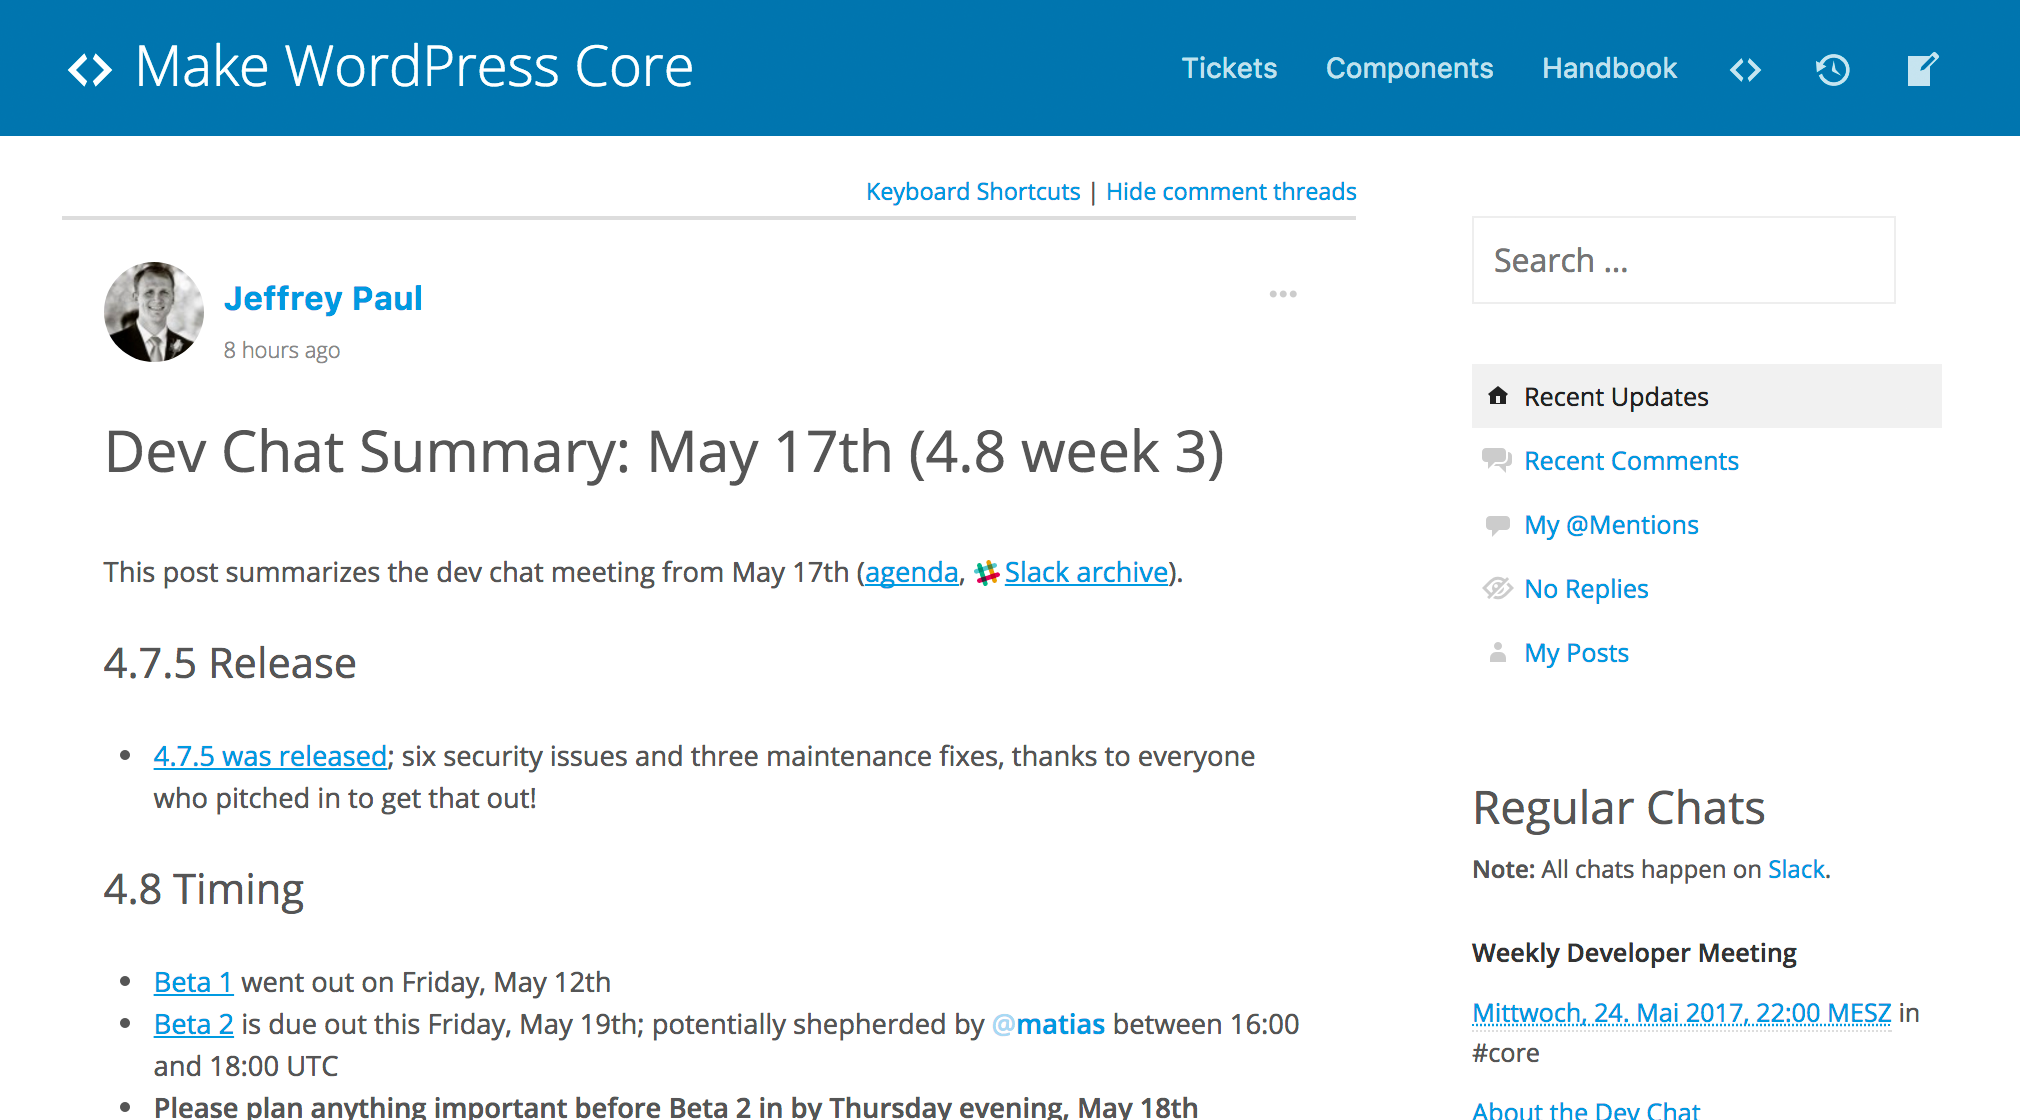 Make WordPress Core
Tickets Components Handbook
Keyboard Shortcuts | Hide comment threads
Jeffrey Paul
8 hours ago
Dev Chat Summary: May 17th (4.8 week 3)
This post summarizes the dev chat meeting from May 17th (agenda, Slack archive).
4.7.5 Release
• 4.7.5 was released; six security issues and three maintenance fixes, thanks to everyone
who pitched in to get that out!
4.8 Timing
• Beta 1 went out on Friday, May 12th
• Beta 2 is due out this Friday, May 19th; potentially shepherded by @matias between 16:00
and 18:00 UTC
• Please plan anything important before Beta 2 in by Thursday evening, May 18th
Search ...
Recent Updates
Recent Comments
My @Mentions
No Replies
My Posts
Regular Chats
Note: All chats happen on Slack.
Weekly Developer Meeting
Mittwoch, 24. Mai 2017, 22:00 MESZ in
#core
About the Dev Chat